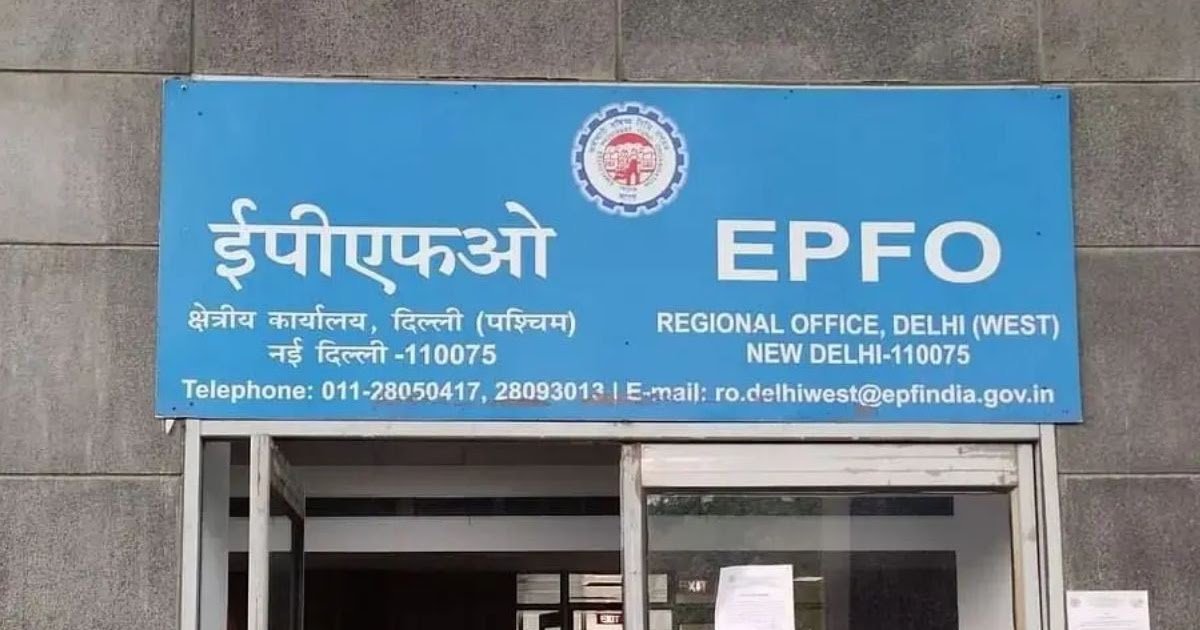 ईपीएफओ
क्षेत्रीय कार्यालय, दिल्ली (पश्चिम)
नई दिल्ली -110075
EPFO
REGIONAL OFFICE, DELHI (WEST)
NEW DELHI-110075
Telephone: 011-28050417, 28093013 | E-mail: ro.delhiwest@epfindia.gov.in
EXIT